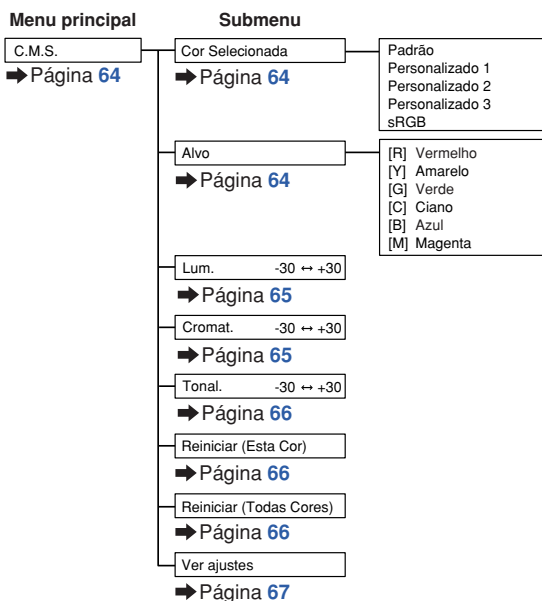 Menu principal
Submenu
C.M.S.
➡Página 64
Cor Selecionada
➡Página 64
Padrão
Personalizado 1
Personalizado 2
Personalizado 3
sRGB
Alvo
➡Página 64
[R] Vermelho
[Y] Amarelo
[G] Verde
[C] Ciano
[B] Azul
[M] Magenta
Lum. -30 ↔ +30
➡Página 65
Cromat. -30 ↔ +30
➡Página 65
Tonal. -30 ↔ +30
➡Página 66
Reiniciar (Esta Cor)
➡Página 66
Reiniciar (Todas Cores)
➡Página 66
Ver ajustes
➡Página 67